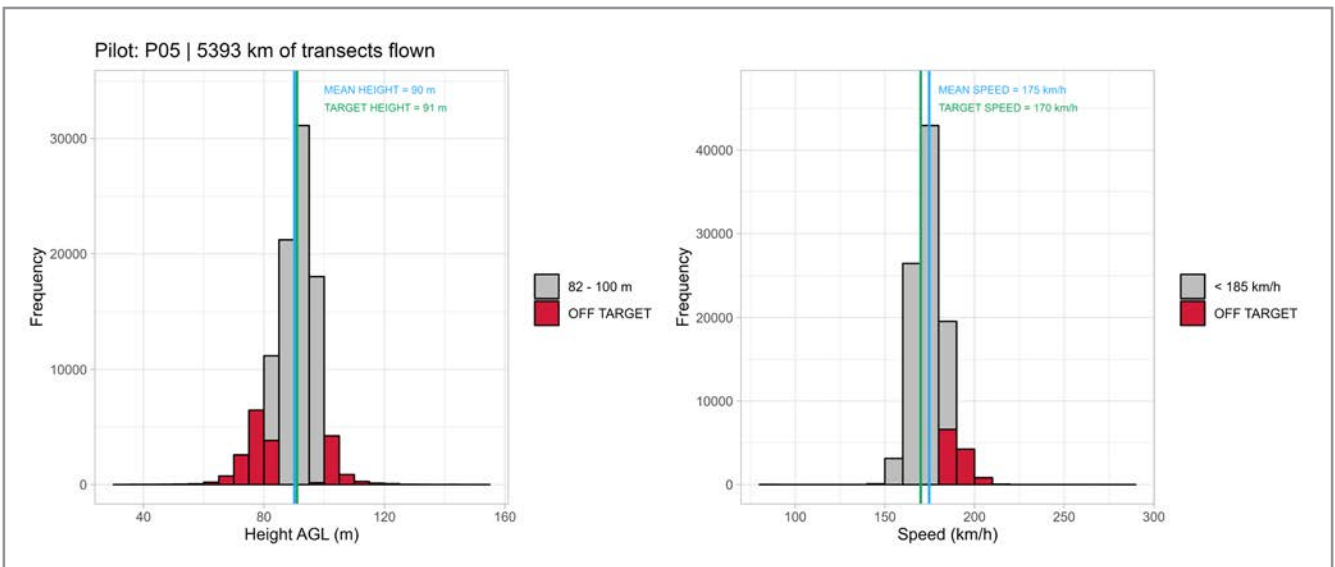 Pilot: P05 | 5393 km of transects flown
MEAN HEIGHT = 90 m
TARGET HEIGHT = 91 m
30000
20000
10000
0
Frequency
40 80 120 160
Height AGL (m)
82 - 100 m
OFF TARGET
MEAN SPEED = 175 km/h
TARGET SPEED = 170 km/h
40000
30000
20000
10000
0
Frequency
100 150 200 250 300
Speed (km/h)
< 185 km/h
OFF TARGET